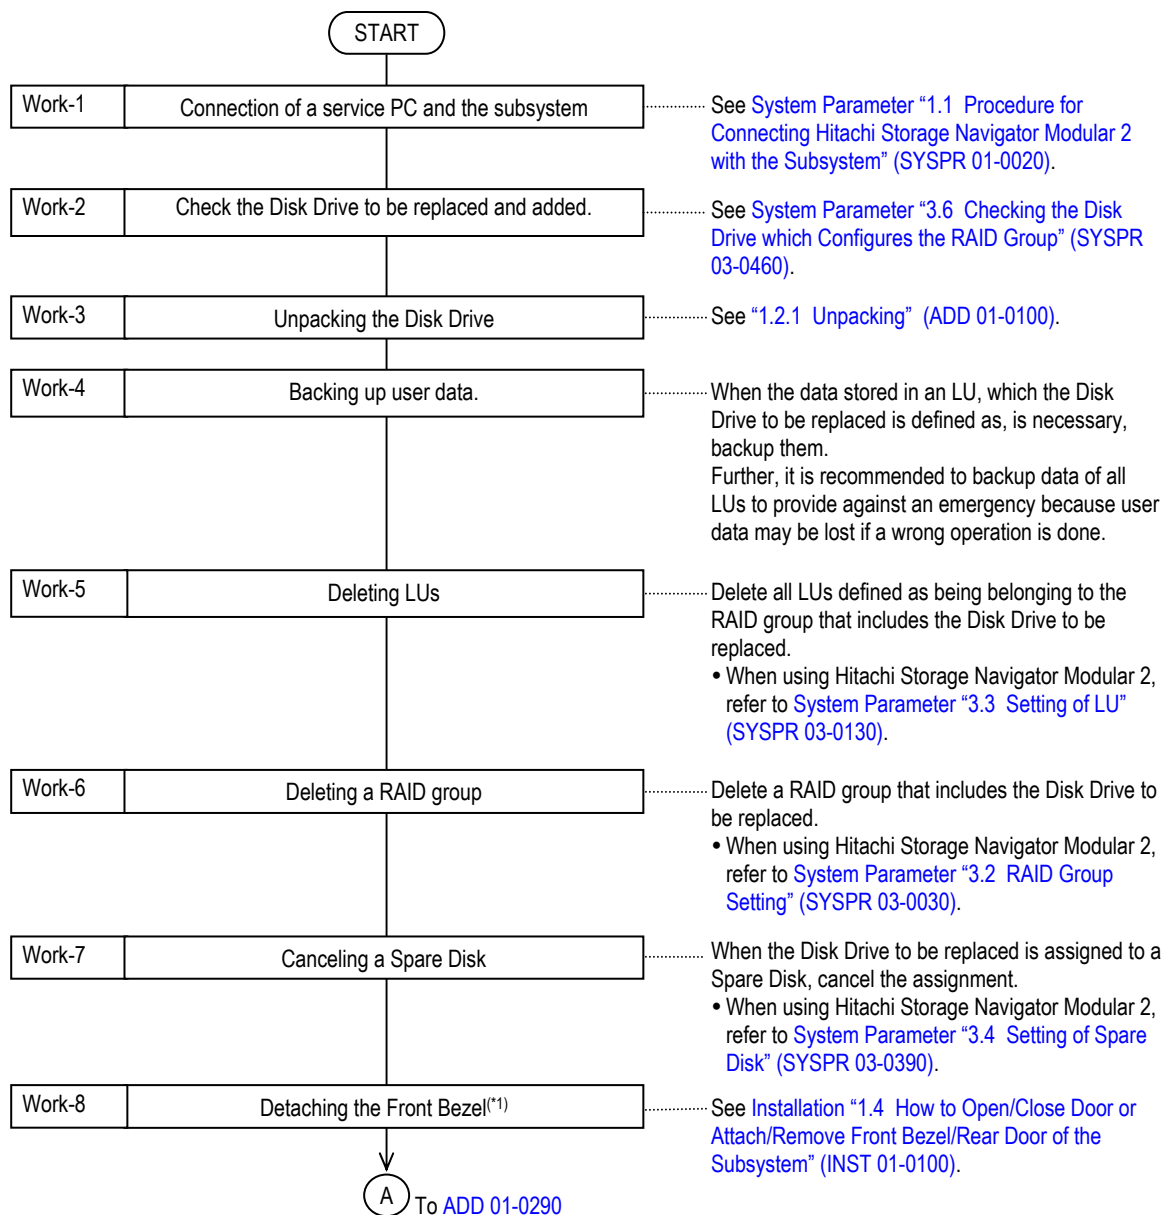 START
Work-1
Connection of a service PC and the subsystem
See System Parameter “1.1 Procedure for
Connecting Hitachi Storage Navigator Modular 2
with the Subsystem” (SYSPR 01-0020).
Work-2
Check the Disk Drive to be replaced and added.
See System Parameter “3.6 Checking the Disk
Drive which Configures the RAID Group” (SYSPR
03-0460).
Work-3
Unpacking the Disk Drive
See “1.2.1 Unpacking” (ADD 01-0100).
Work-4
Backing up user data.
When the data stored in an LU, which the Disk
Drive to be replaced is defined as, is necessary,
backup them.
Further, it is recommended to backup data of all
LUs to provide against an emergency because user
data may be lost if a wrong operation is done.
Work-5
Deleting LUs
Delete all LUs defined as being belonging to the
RAID group that includes the Disk Drive to be
replaced.
• When using Hitachi Storage Navigator Modular 2,
refer to System Parameter “3.3 Setting of LU”
(SYSPR 03-0130).
Work-6
Deleting a RAID group
Delete a RAID group that includes the Disk Drive to
be replaced.
• When using Hitachi Storage Navigator Modular 2,
refer to System Parameter “3.2 RAID Group
Setting” (SYSPR 03-0030).
Work-7
Canceling a Spare Disk
When the Disk Drive to be replaced is assigned to a
Spare Disk, cancel the assignment.
• When using Hitachi Storage Navigator Modular 2,
refer to System Parameter “3.4 Setting of Spare
Disk” (SYSPR 03-0390).
Work-8
Detaching the Front Bezel(*1)
See Installation “1.4 How to Open/Close Door or
Attach/Remove Front Bezel/Rear Door of the
Subsystem” (INST 01-0100).
A
To ADD 01-0290